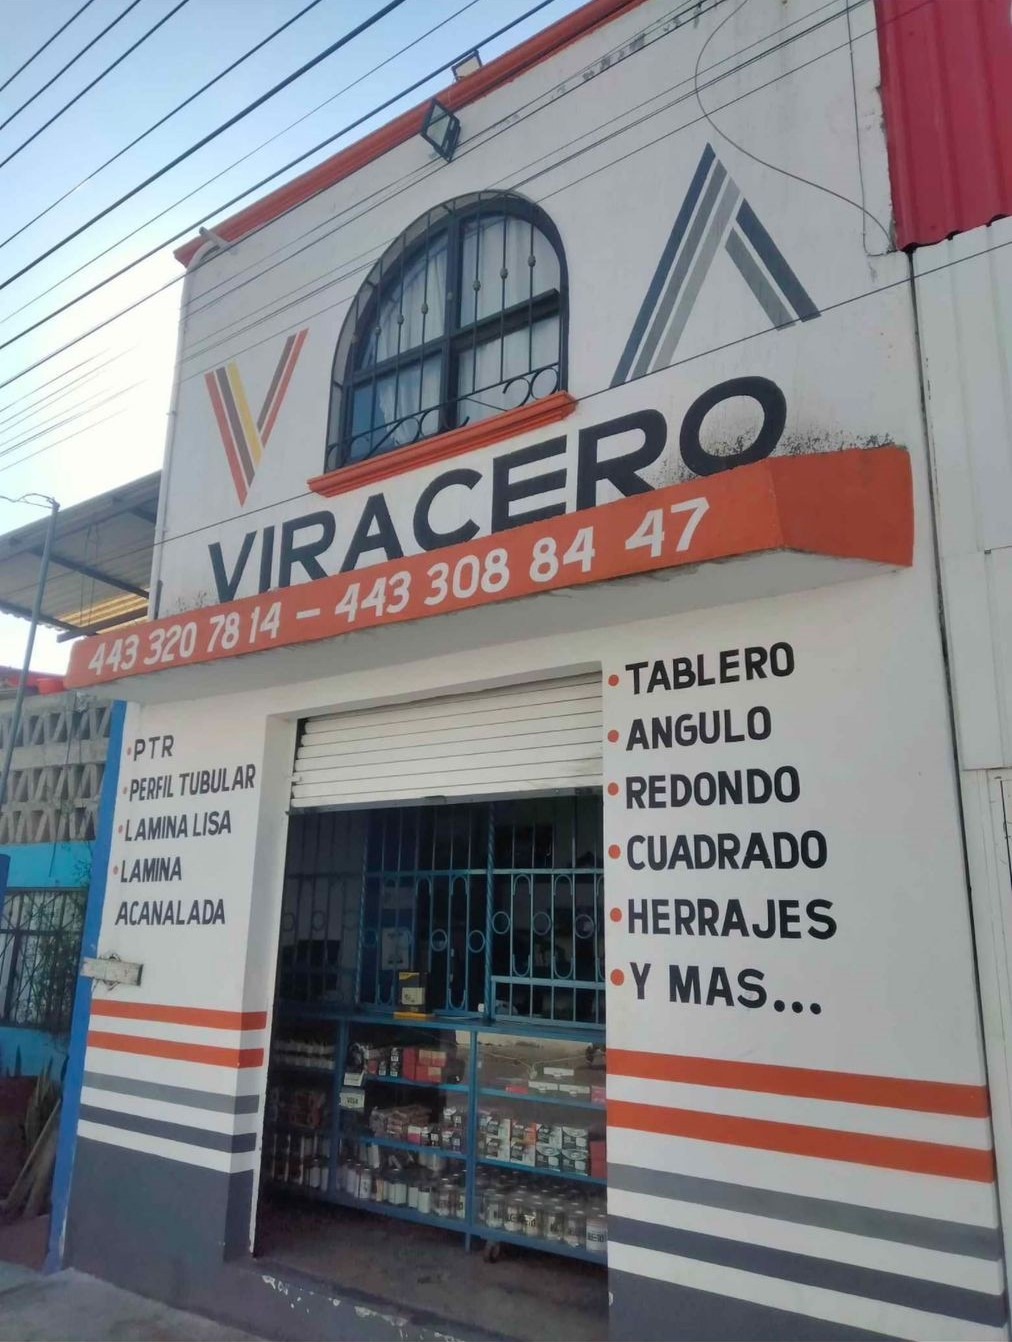 V A
VIRACERO
443 320 78 14 - 443 308 84 47
•PTR
•PERFIL TUBULAR
•LAMINA LISA
•LAMINA
ACANALADA
•TABLERO
•ANGULO
•REDONDO
•CUADRADO
•HERRAJES
•Y MAS...